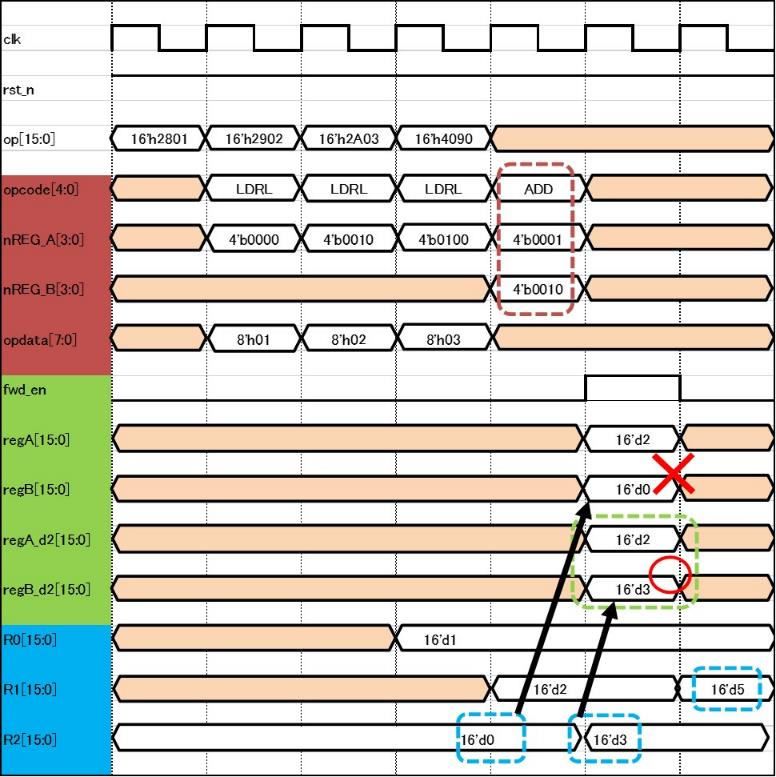 clk
rst_n
op[15:0] 16'h2801 16'h2902 16'h2A03 16'h4090
opcode[4:0] LDRL LDRL LDRL ADD
nREG_A[3:0] 4'b0000 4'b0010 4'b0100 4'b0001
nREG_B[3:0] 4'b0010
opdata[7:0] 8'h01 8'h02 8'h03
fwd_en
regA[15:0] 16'd2
regB[15:0] 16'd0
regA_d2[15:0] 16'd2
regB_d2[15:0] 16'd3
R0[15:0] 16'd1
R1[15:0] 16'd2 16'd5
R2[15:0] 16'd0 16'd3